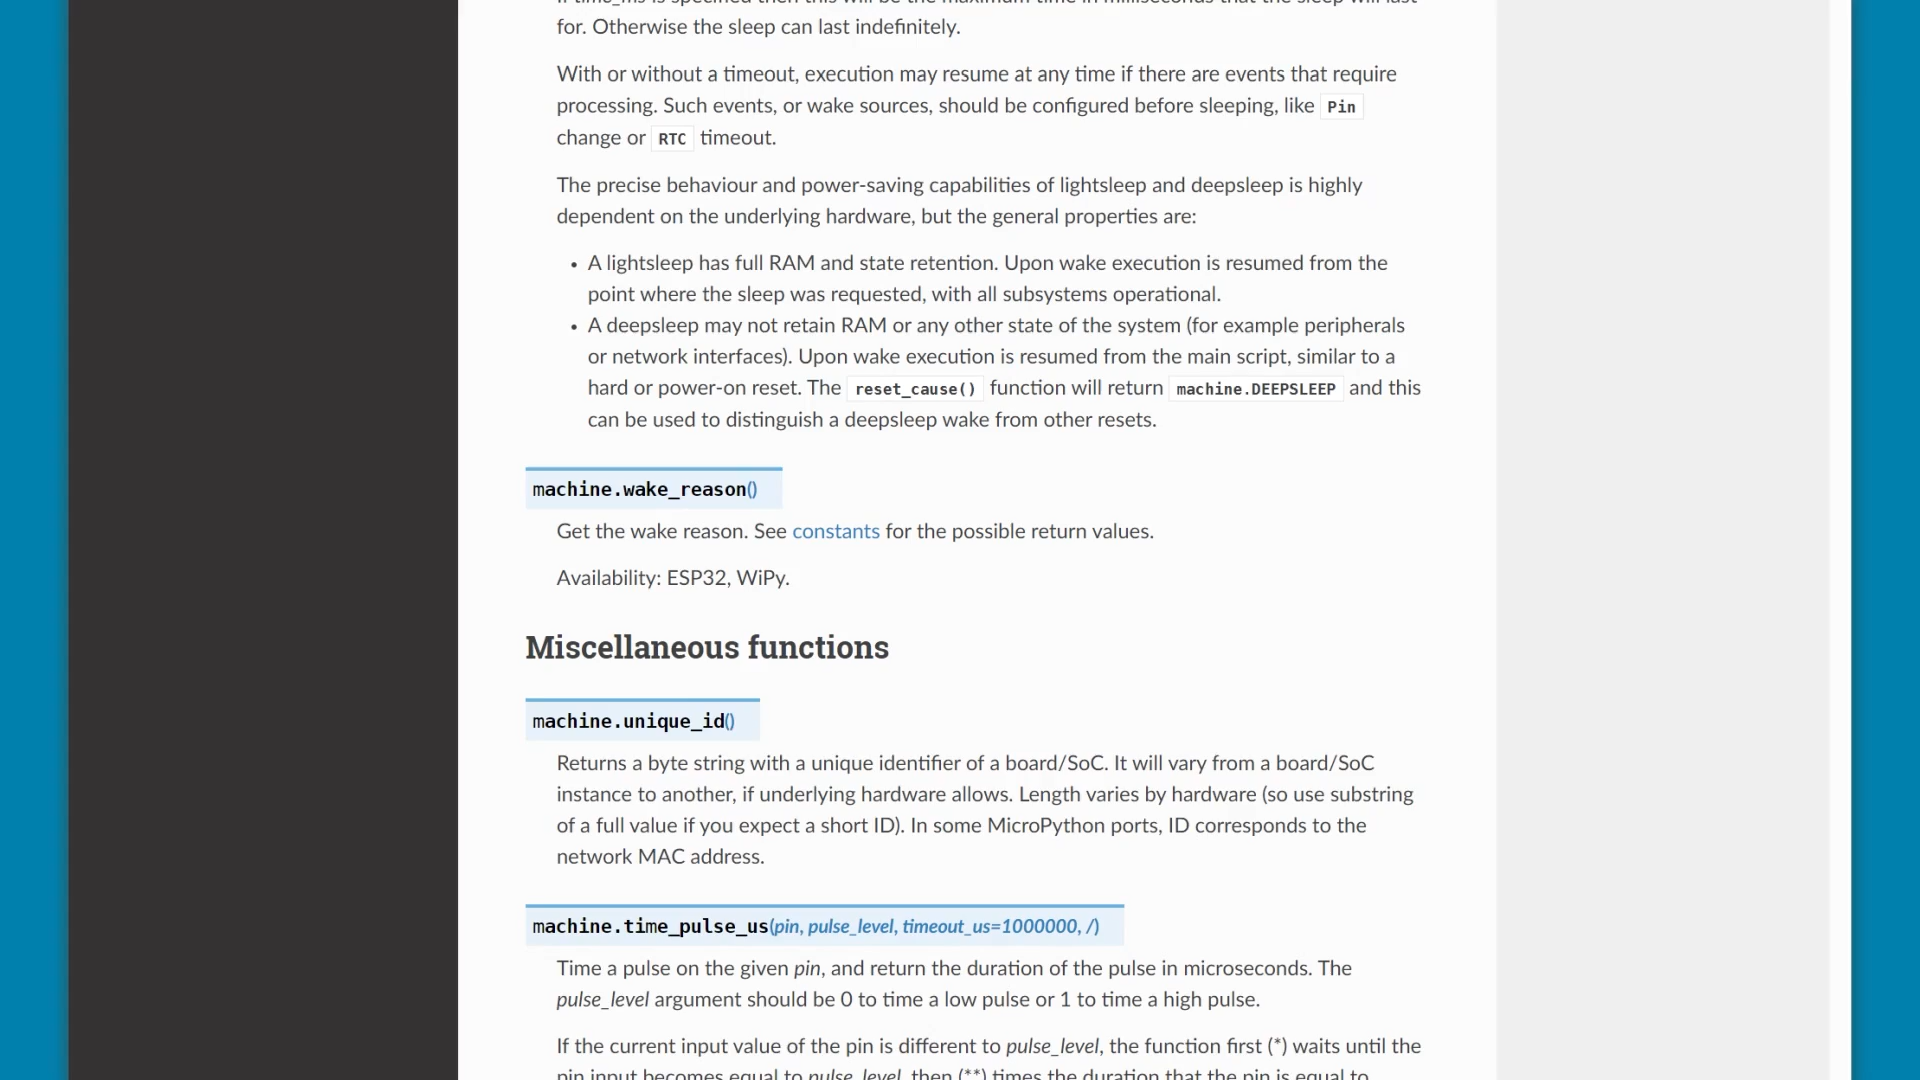 If time_ms is specified then this will be the maximum time in milliseconds that the sleep will last
for. Otherwise the sleep can last indefinitely.
With or without a timeout, execution may resume at any time if there are events that require
processing. Such events, or wake sources, should be configured before sleeping, like Pin
change or RTC timeout.
The precise behaviour and power-saving capabilities of lightsleep and deepsleep is highly
dependent on the underlying hardware, but the general properties are:
• A lightsleep has full RAM and state retention. Upon wake execution is resumed from the
point where the sleep was requested, with all subsystems operational.
• A deepsleep may not retain RAM or any other state of the system (for example peripherals
or network interfaces). Upon wake execution is resumed from the main script, similar to a
hard or power-on reset. The reset_cause() function will return machine.DEEPSLEEP and this
can be used to distinguish a deepsleep wake from other resets.
machine.wake_reason()
Get the wake reason. See constants for the possible return values.
Availability: ESP32, WiPy.
Miscellaneous functions
machine.unique_id()
Returns a byte string with a unique identifier of a board/SoC. It will vary from a board/SoC
instance to another, if underlying hardware allows. Length varies by hardware (so use substring
of a full value if you expect a short ID). In some MicroPython ports, ID corresponds to the
network MAC address.
machine.time_pulse_us(pin, pulse_level, timeout_us=1000000, /)
Time a pulse on the given pin, and return the duration of the pulse in microseconds. The
pulse_level argument should be 0 to time a low pulse or 1 to time a high pulse.
If the current input value of the pin is different to pulse_level, the function first (*) waits until the
pin input becomes equal to pulse_level, then (**) times the duration that the pin is equal to